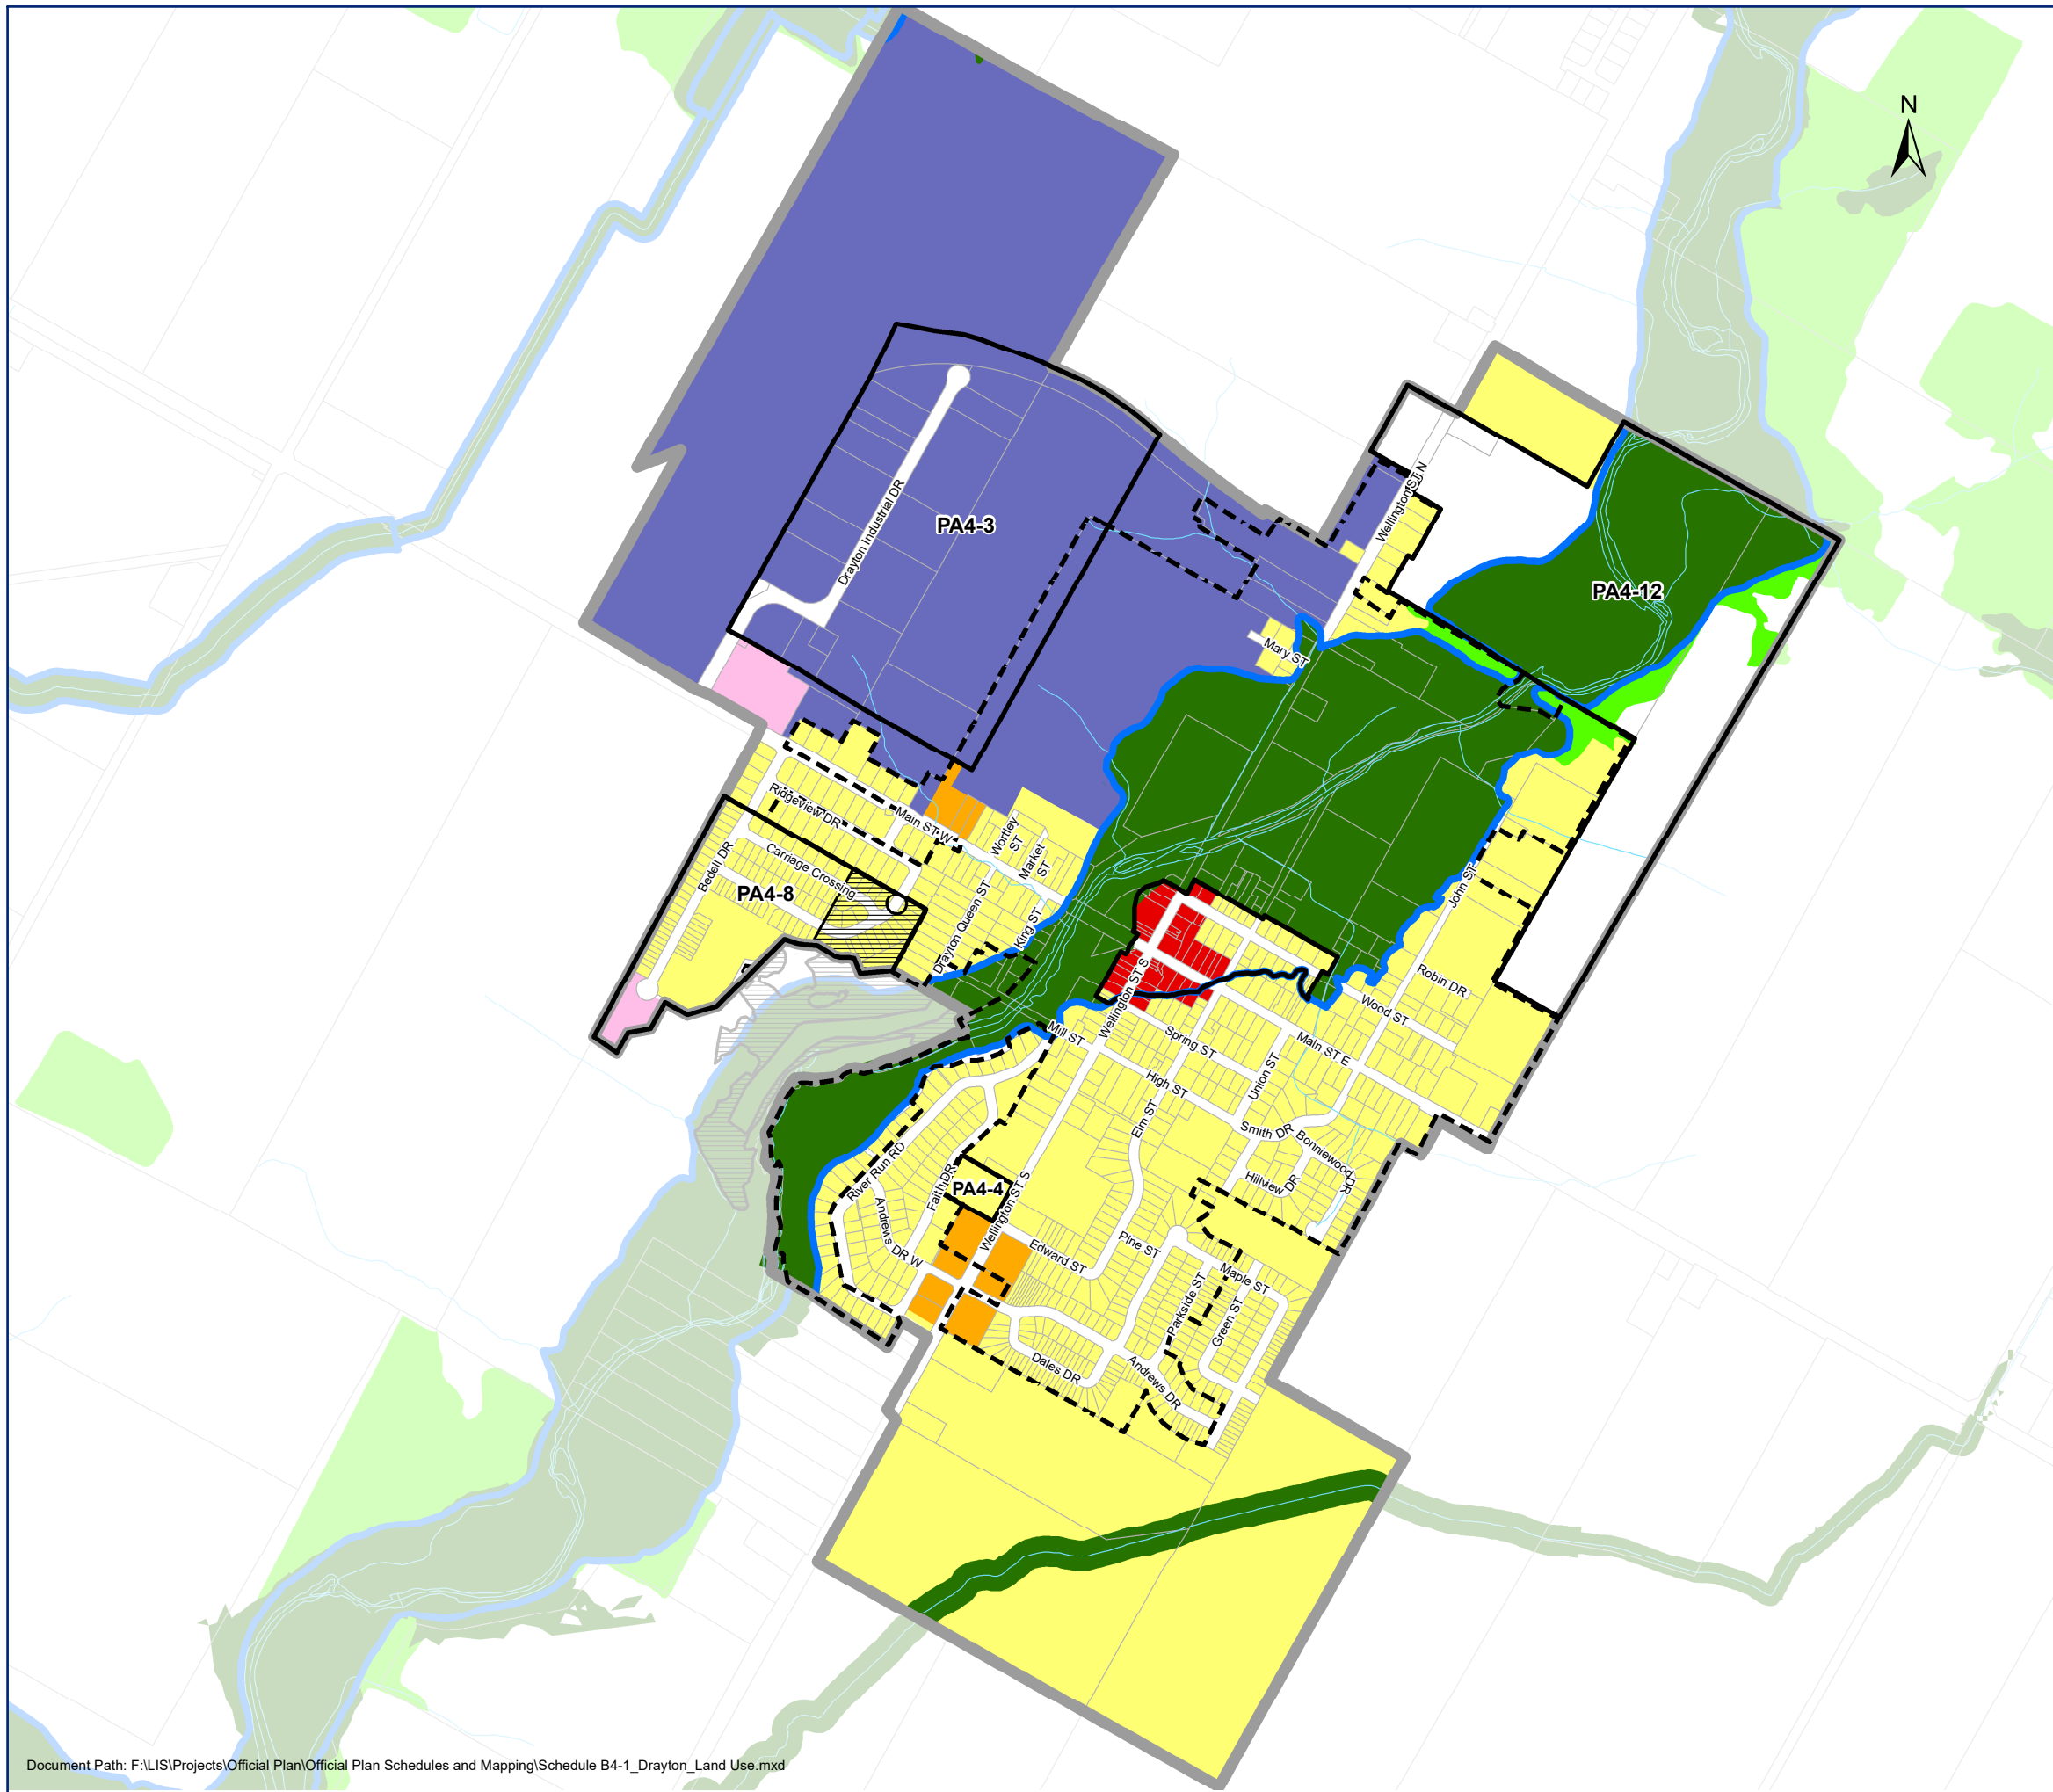 N
Wellington ST N
PA4-3
Drayton Industrial DR
PA4-12
Mary ST
Ridgeview DR
Main ST W
Wortley
ST
Market
ST
Bedell DR
Carriage Crossing
PA4-8
Drayton Queen ST
King ST
John ST
Wellington ST S
Robin DR
Wood ST
Mill ST
Spring ST
Main ST E
Union ST
High ST
Elm ST
Smith DR
Bonniewood
DR
Hillview
DR
River Run RD
Faith DR
PA4-4
Wellington ST S
Andrews
DR W
Edward ST
Pine ST
Maple ST
Parkside ST
Green ST
Dales DR
Andrews DR
Document Path: F:\LIS\Projects\Official Plan\Official Plan Schedules and Mapping\Schedule B4-1_Drayton_Land Use.mxd